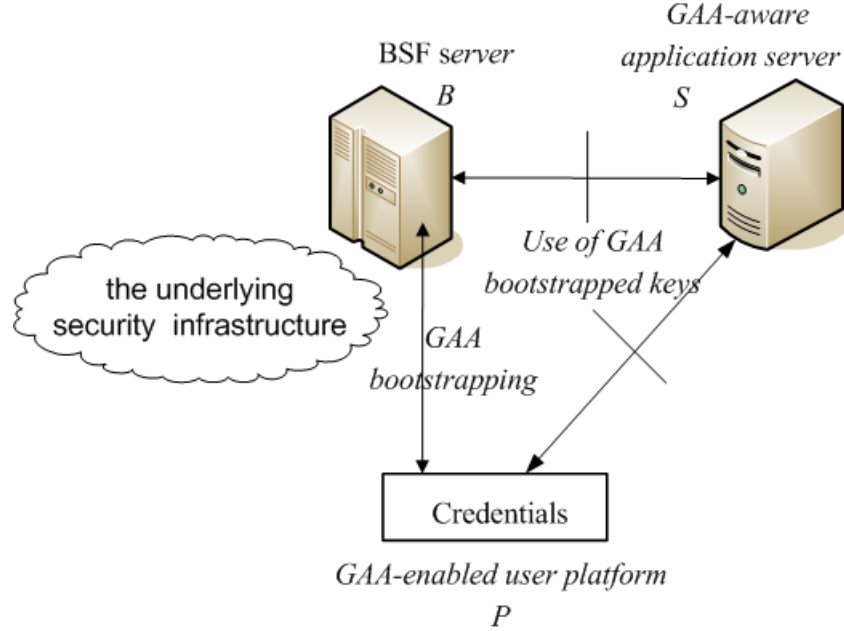 BSF server
B
GAA-aware
application server
S
Use of GAA
bootstrapped keys
the underlying
security infrastructure
GAA
bootstrapping
Credentials
GAA-enabled user platform
P